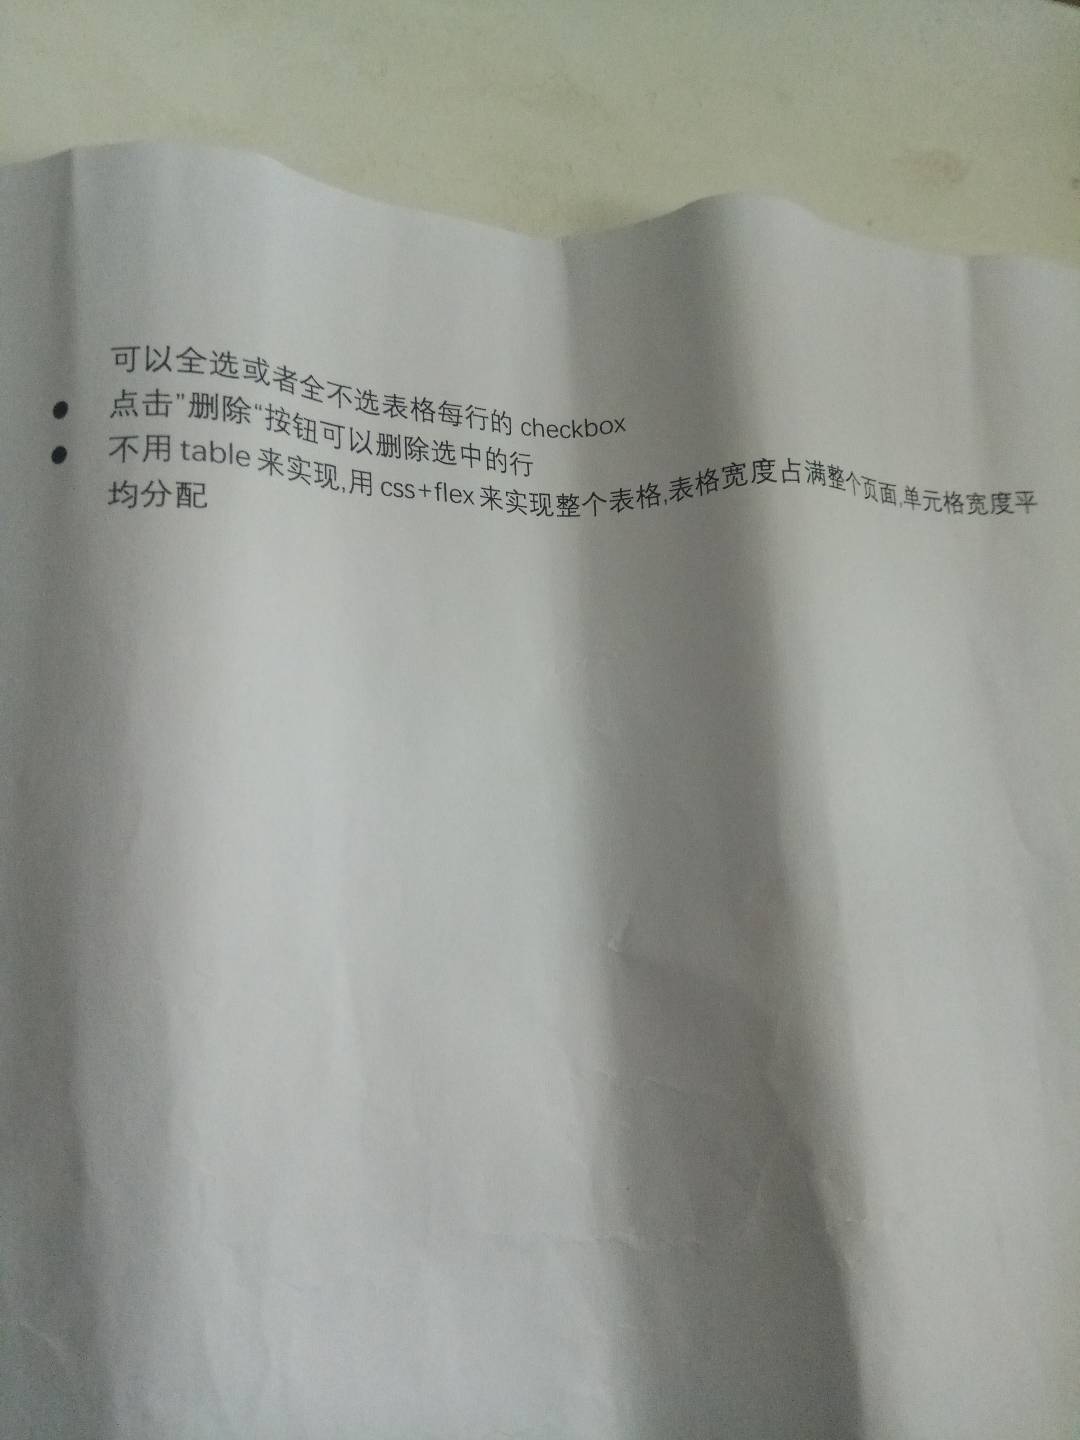 可以全选或者全不选表格每行的 checkbox
● 点击”删除“按钮可以删除选中的行
● 不用 table 来实现,用 css+flex 来实现整个表格,表格宽度占满整个页面,单元格宽度平
均分配